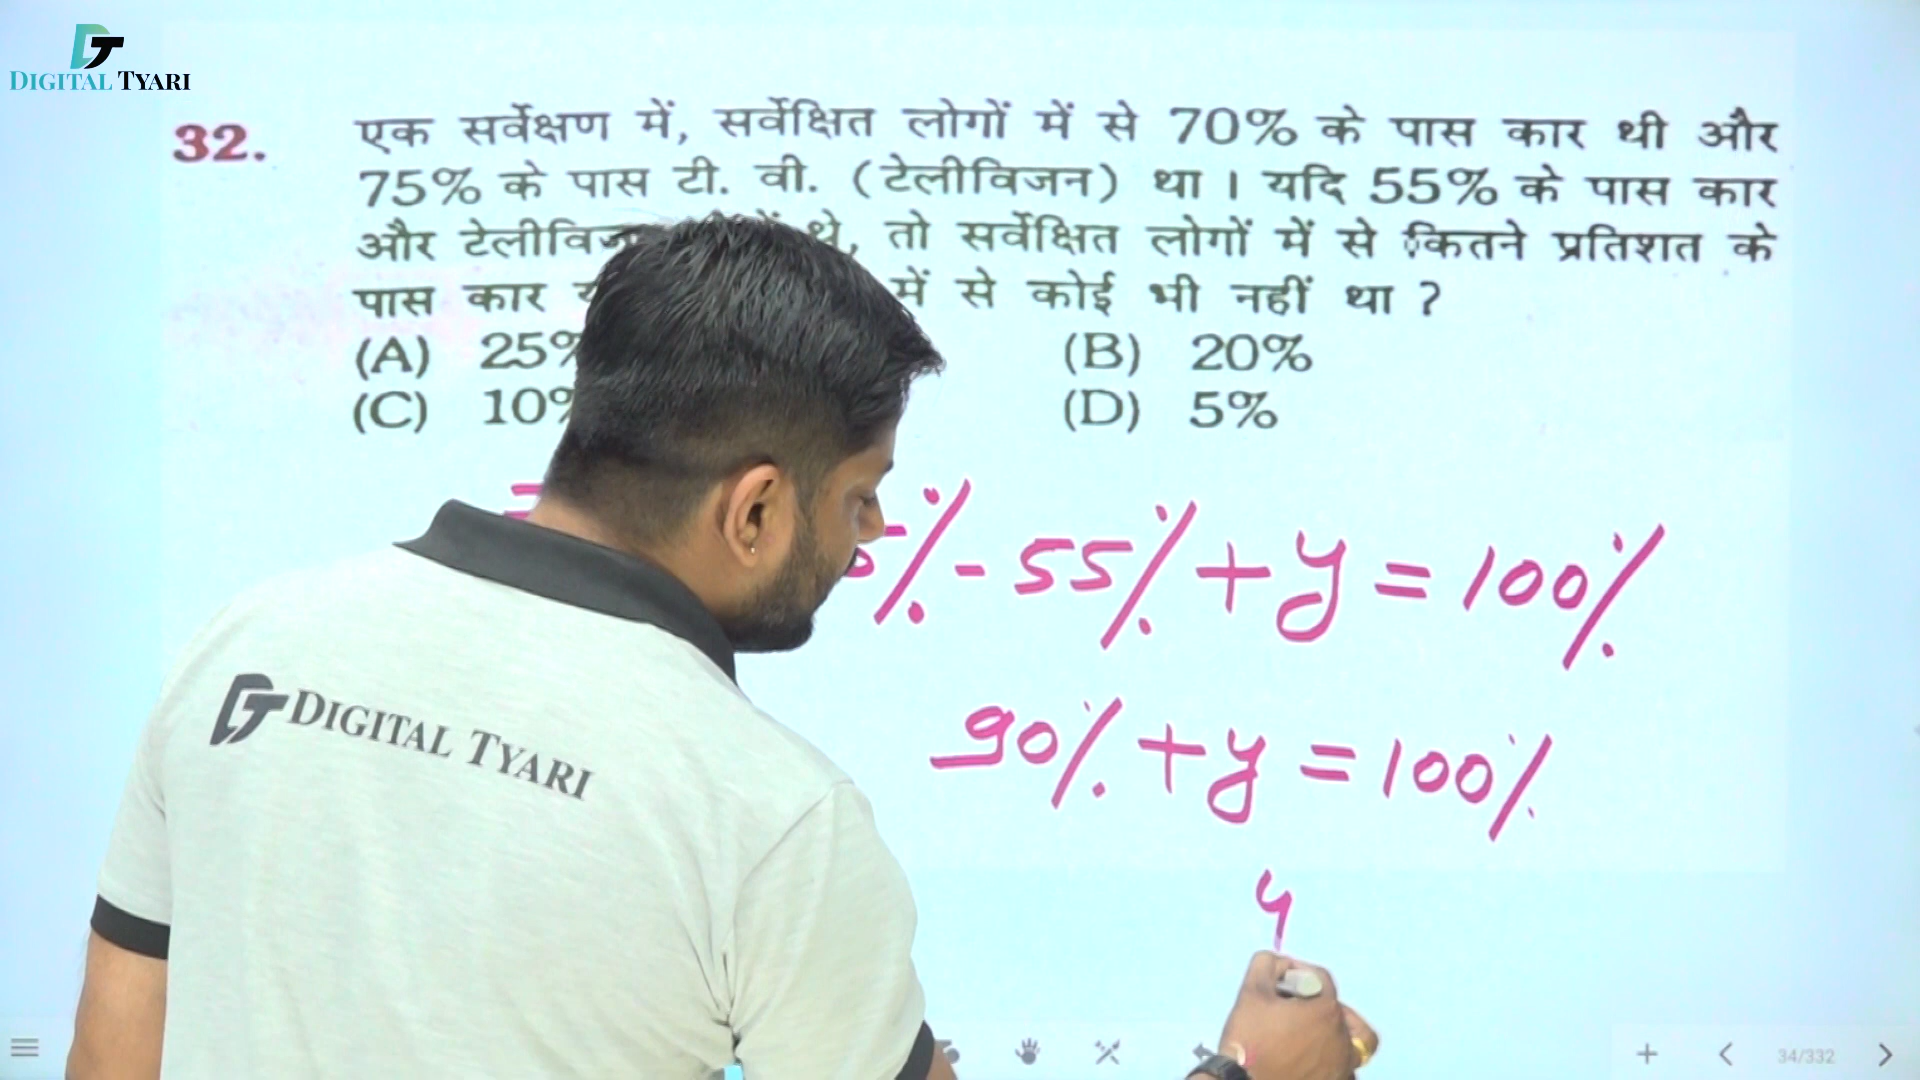 DIGITAL TYARI
32. एक सर्वेक्षण में, सर्वेक्षित लोगों में से 70% के पास कार थी और
75% के पास टी. वी. (टेलीविजन) था । यदि 55% के पास कार
और थे, तो सर्वेक्षित लोगों में से कितने प्रतिशत के
पास कार में से कोई भी नहीं था ?
(A) 25% (B) 20%
(C) 10% (D) 5%
5% - 55% + y = 100%
90% + y = 100%
y
DIGITAL TYARI
34/332